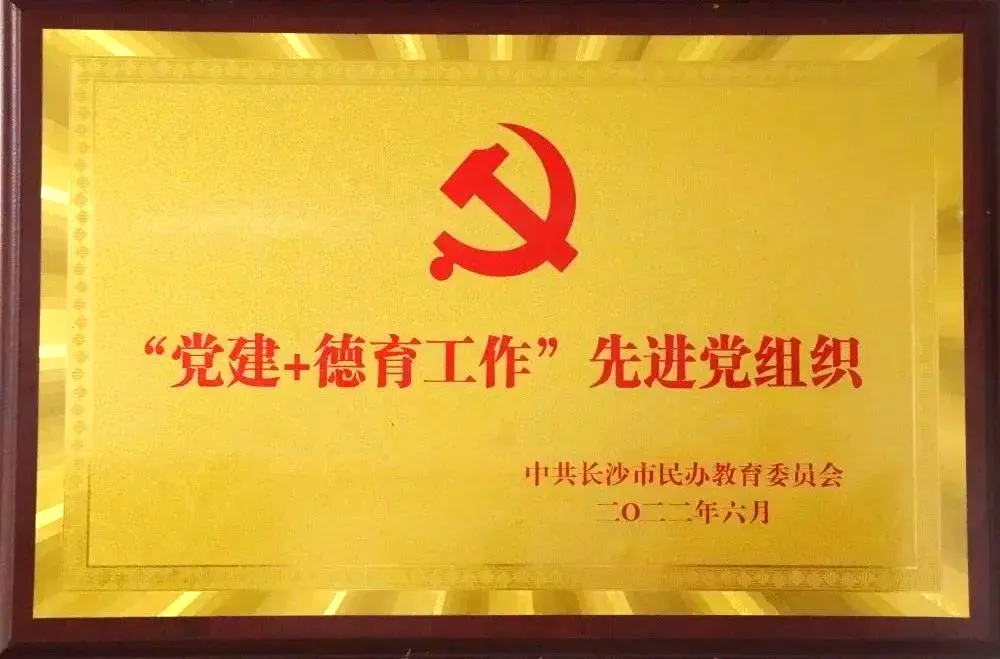 “党建+德育工作”先进党组织
中共长沙市民办教育委员会
二O二二年六月